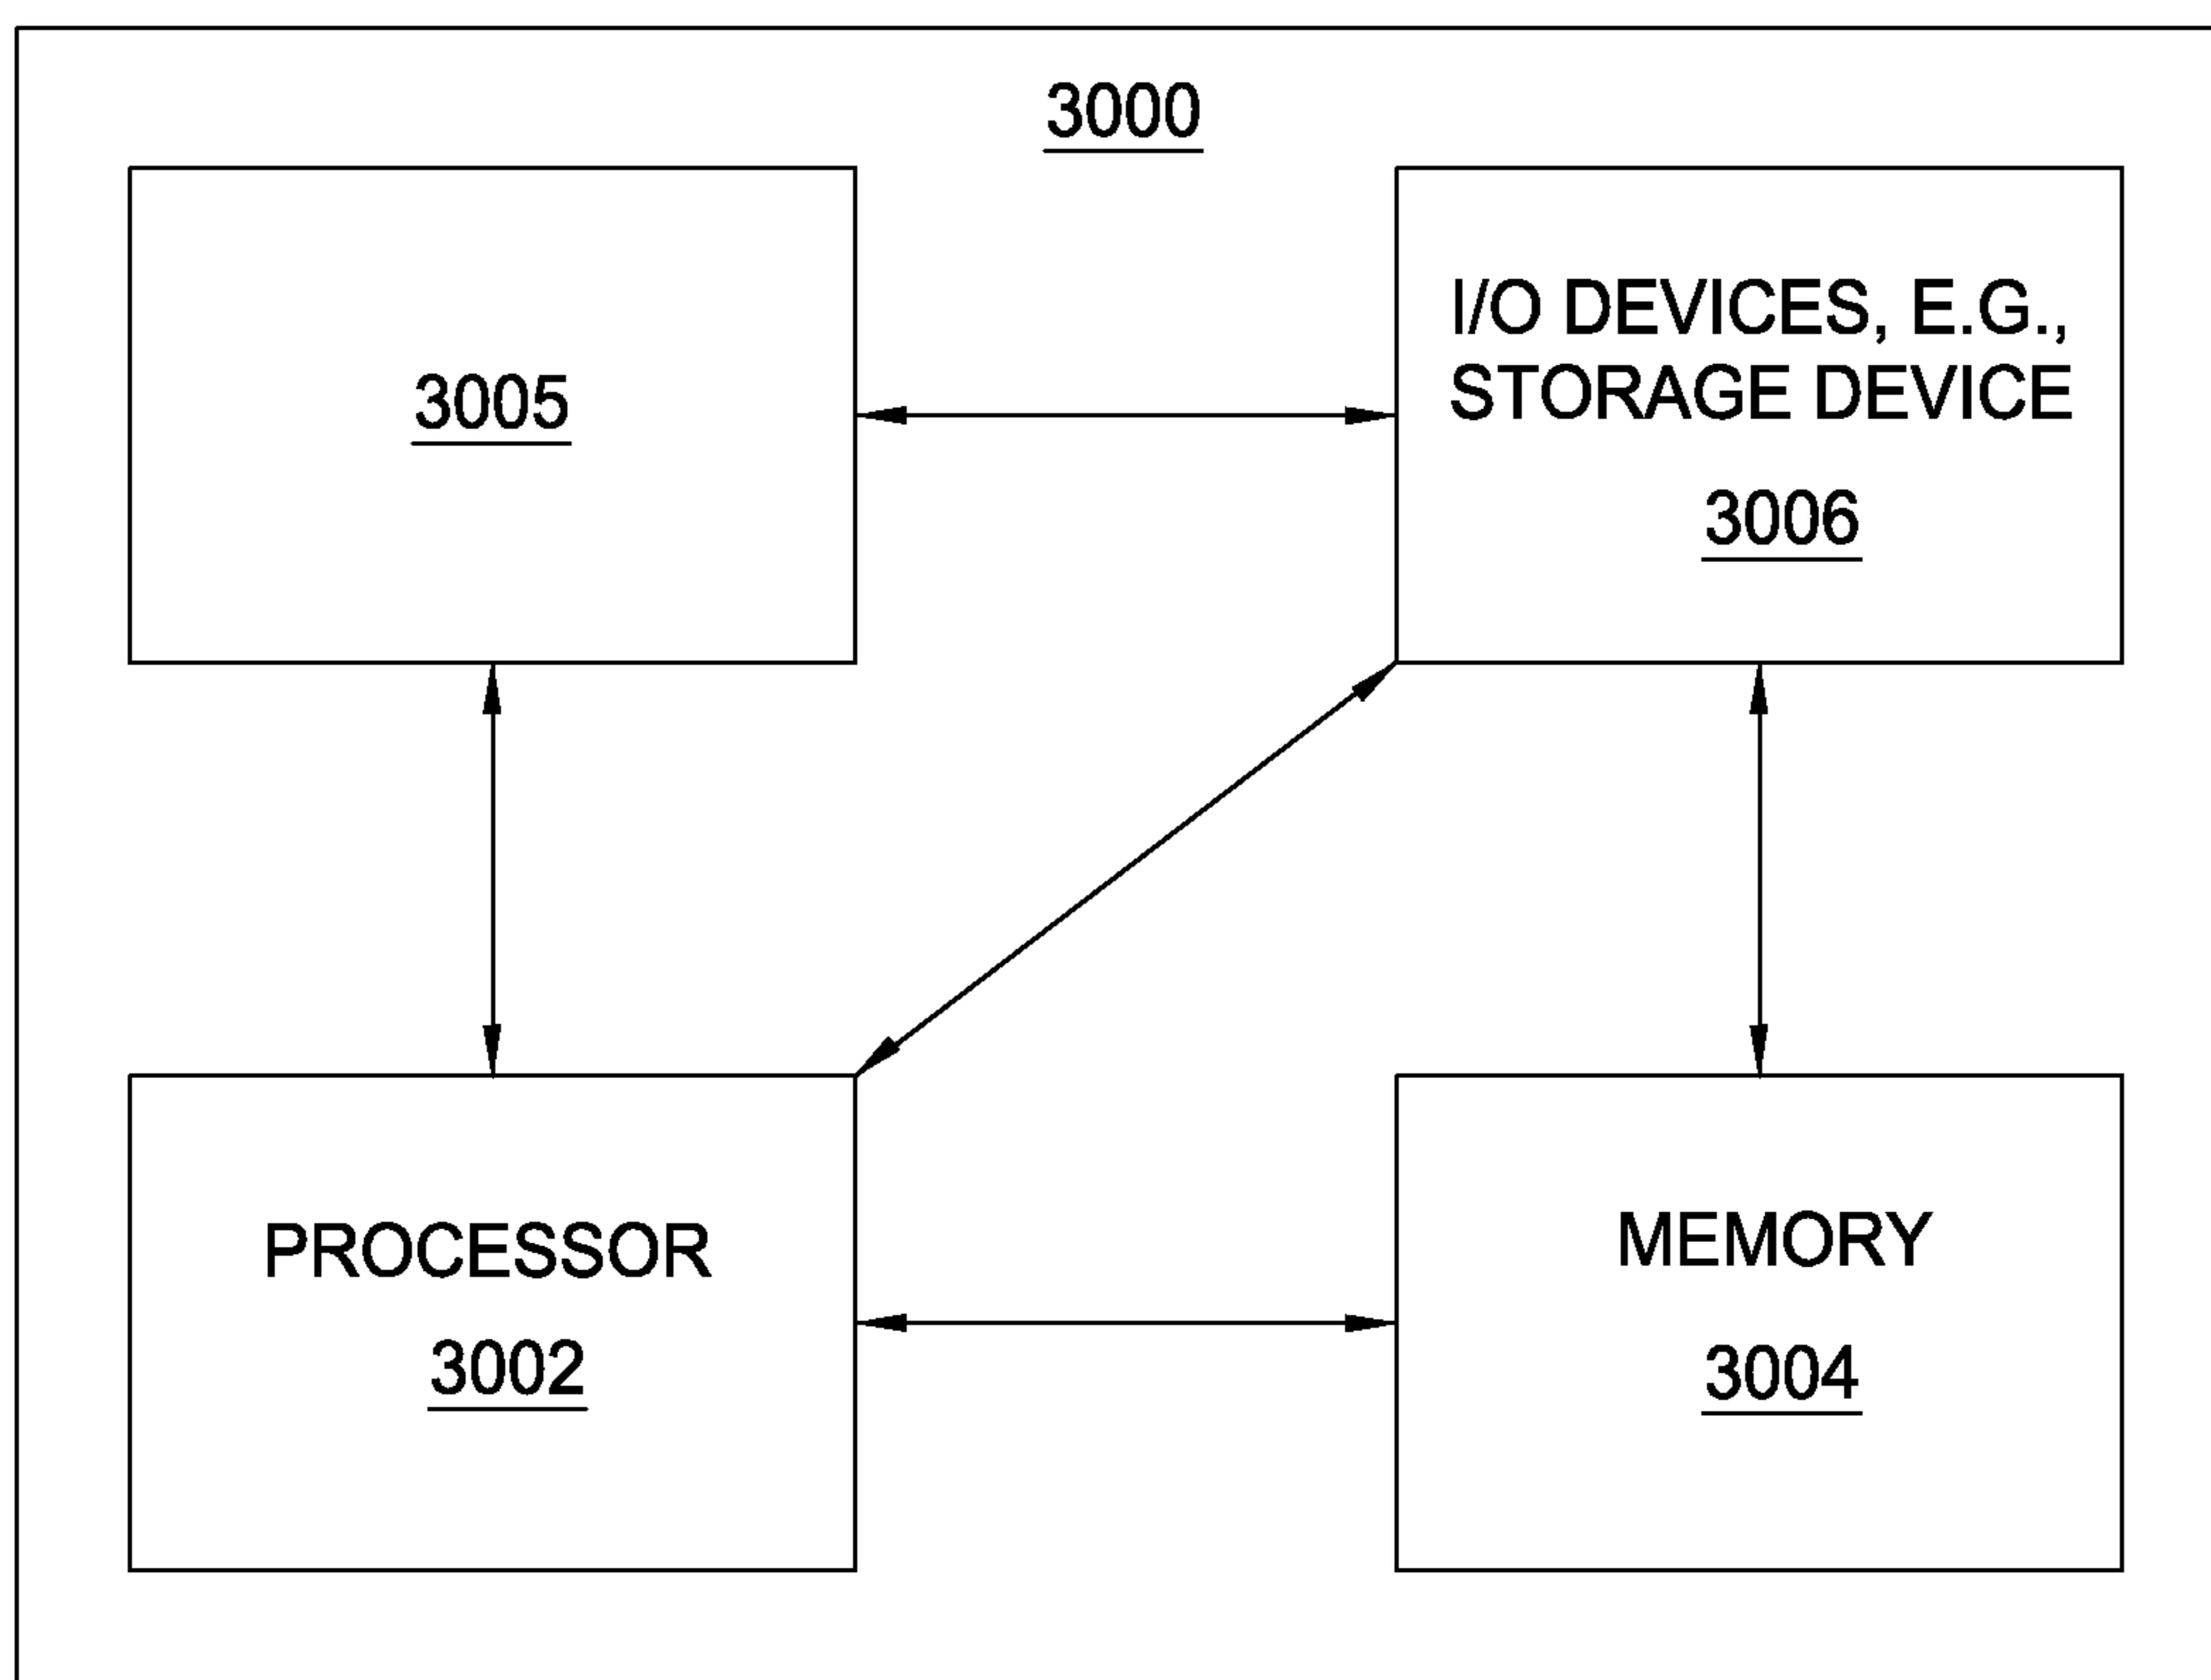 3000
3005
I/O DEVICES, E.G.,
STORAGE DEVICE
3006
PROCESSOR
3002
MEMORY
3004